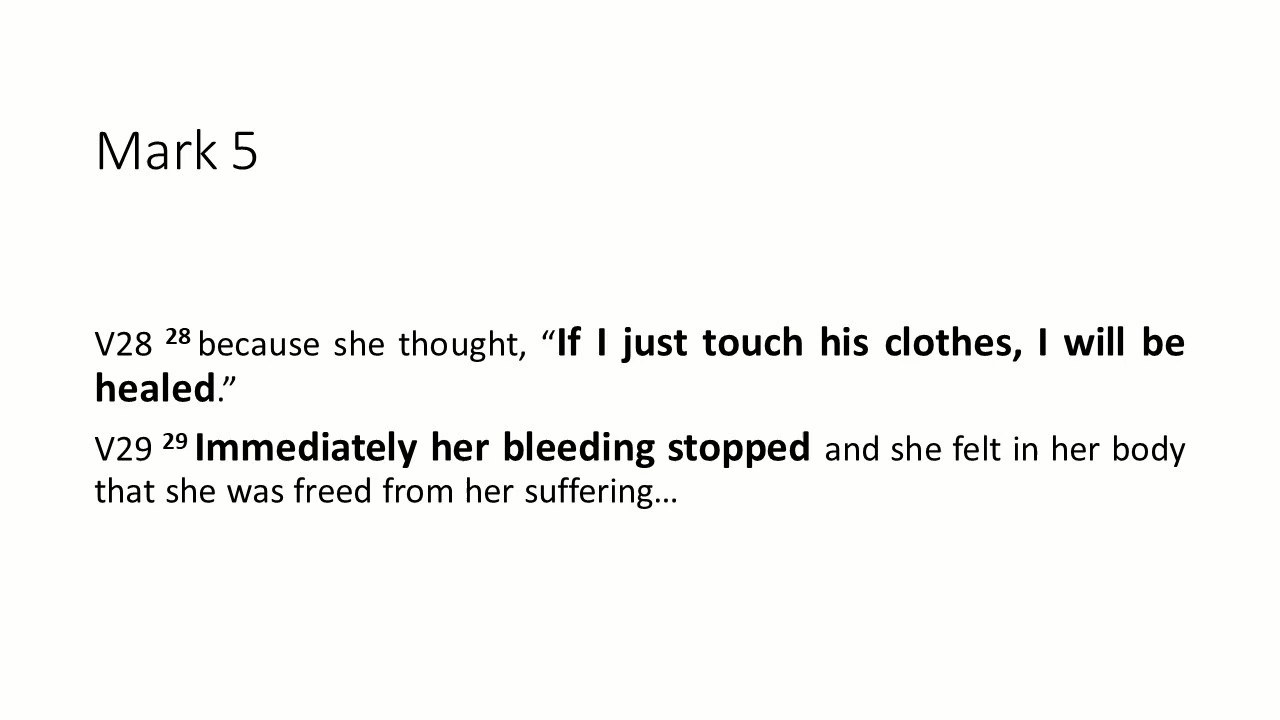 Mark 5
V28 28 because she thought, “If I just touch his clothes, I will be
healed.”
V29 29 Immediately her bleeding stopped and she felt in her body
that she was freed from her suffering…